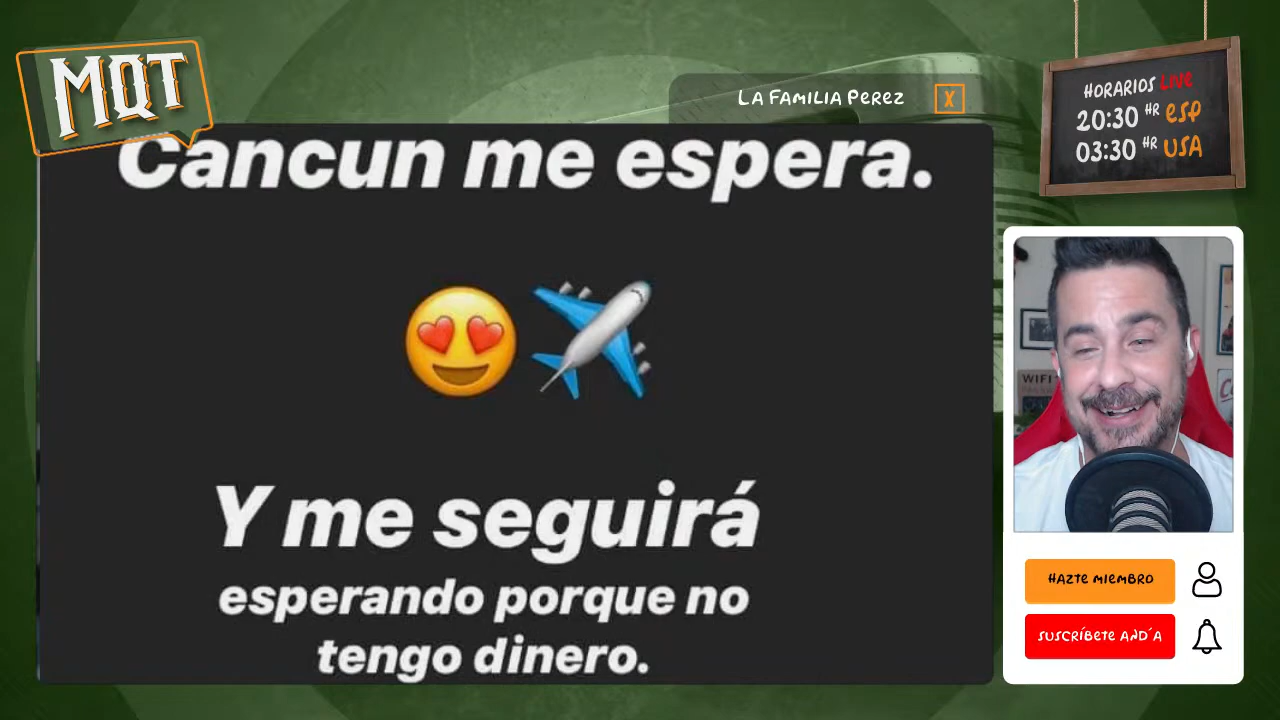 MQT
LA FAMILIA PEREZ
X
HORARIOS LIVE
20:30 HR ESP
03:30 HR USA
Cancun me espera.
😍✈️
Y me seguirá
esperando porque no
tengo dinero.
WIFI
HAZTE MIEMBRO
SUSCRÍBETE AND´A